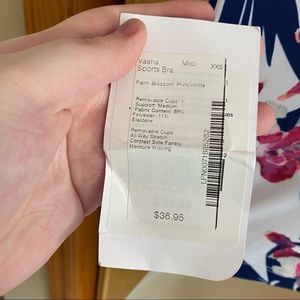 Vasha Midi XXS
Sports Bra
Palm Blossom Print/White
Removable Cups: Y
Support: Medium
Fabric Content: 89%
Polyester; 11%
Elastane
Removable Cups
All-Way Stretch
Contrast Side Panels
Moisture Wicking
$36.95